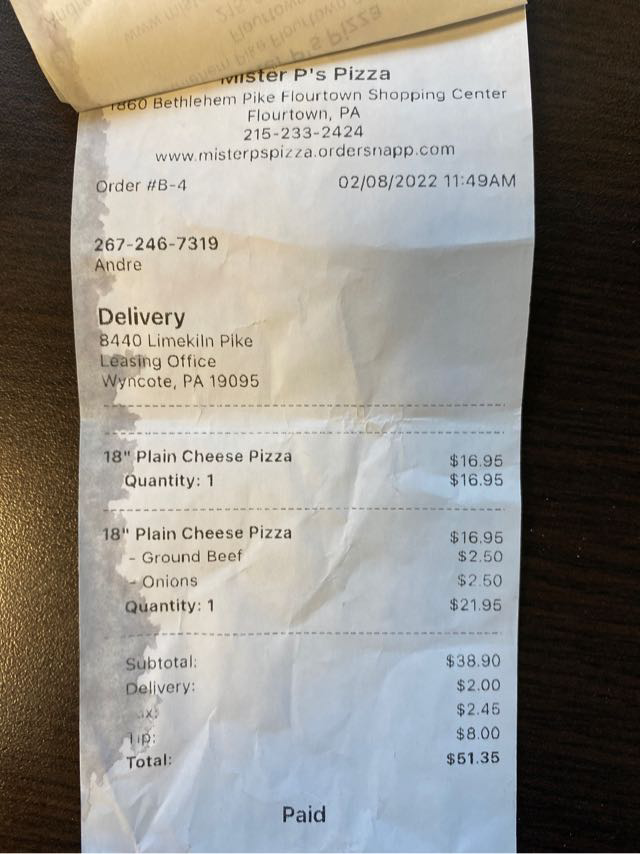 Mister P's Pizza
1860 Bethlehem Pike Flourtown Shopping Center
Flourtown, PA
215-233-2424
www.misterpspizza.ordersnapp.com
Order #B-4 02/08/2022 11:49AM
267-246-7319
Andre
Delivery
8440 Limekiln Pike
Leasing Office
Wyncote, PA 19095
18" Plain Cheese Pizza $16.95
Quantity: 1 $16.95
18" Plain Cheese Pizza $16.95
- Ground Beef $2.50
- Onions $2.50
Quantity: 1 $21.95
Subtotal: $38.90
Delivery: $2.00
ax: $2.45
Tip: $8.00
Total: $51.35
Paid